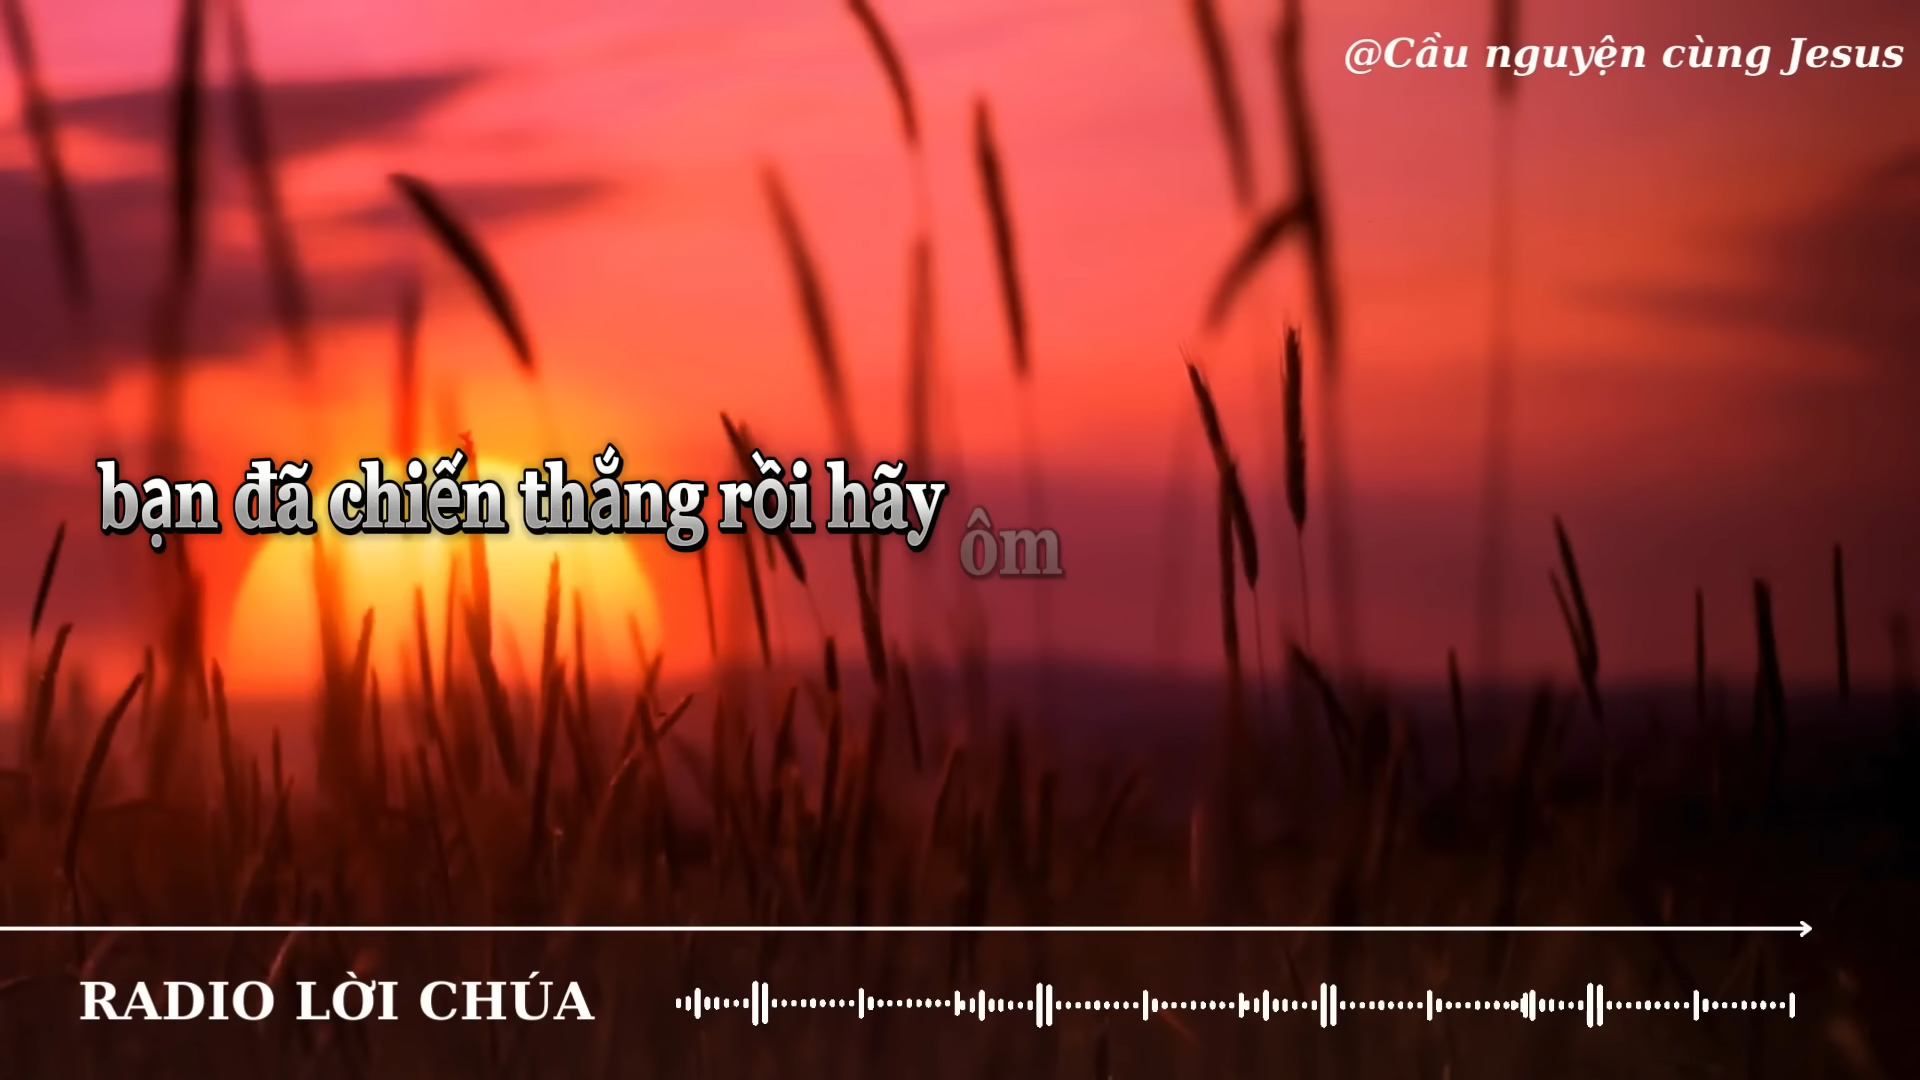 @Cầu nguyện cùng Jesus
bạn đã chiến thắng rồi hãy ôm
RADIO LỜI CHÚA